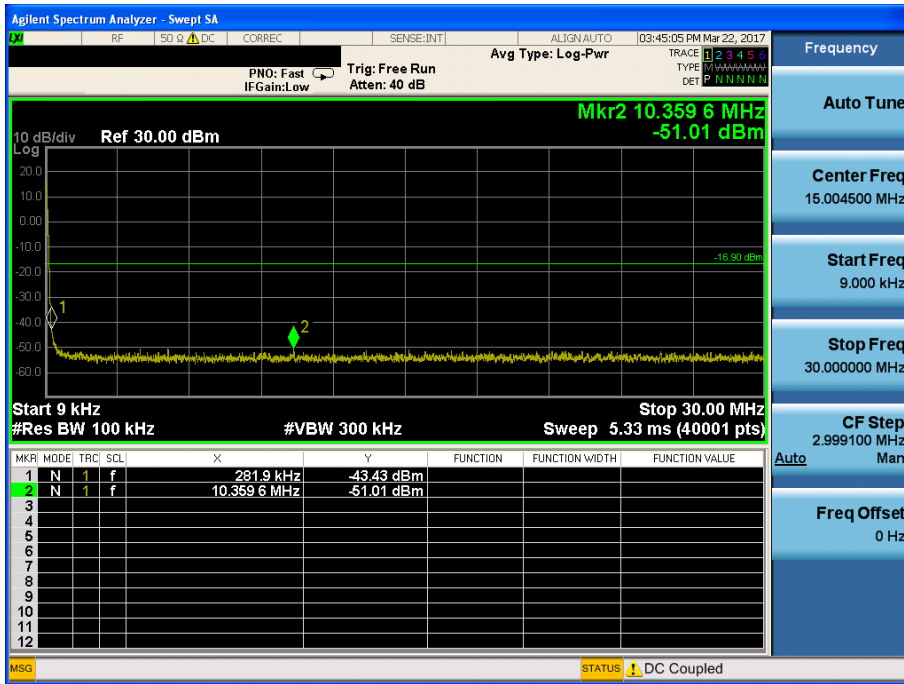 Agilent Spectrum Analyzer - Swept SA
LXI RF 50 Ω DC CORREC SENSE:INT ALIGNAUTO 03:45:05 PM Mar 22, 2017
Avg Type: Log-Pwr
TRACE 1 2 3 4 5 6
PNO: Fast Trig: Free Run
TYPE M WWWWW
IFGain:Low Atten: 40 dB
DET P N N N N N
Mkr2 10.359 6 MHz
-51.01 dBm
10 dB/div Ref 30.00 dBm
Log
20.0
10.0
0.00
-10.0
-16.90 dBm
-20.0
-30.0
1
-40.0
2
-50.0
-60.0
Start 9 kHz Stop 30.00 MHz
#Res BW 100 kHz #VBW 300 kHz Sweep 5.33 ms (40001 pts)
MKR MODE TRC SCL X Y FUNCTION FUNCTION WIDTH FUNCTION VALUE
1 N 1 f 281.9 kHz -43.43 dBm
2 N 1 f 10.359 6 MHz -51.01 dBm
3
4
5
6
7
8
9
10
11
12
MSG STATUS DC Coupled
Frequency
Auto Tune
Center Freq
15.004500 MHz
Start Freq
9.000 kHz
Stop Freq
30.000000 MHz
CF Step
2.999100 MHz
Auto Man
Freq Offset
0 Hz